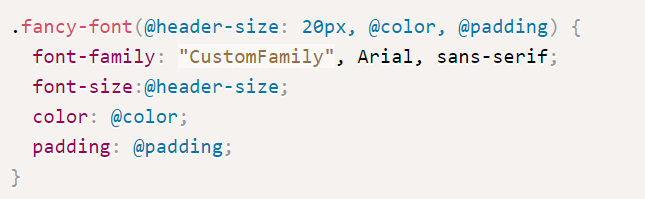 .fancy-font(@header-size: 20px, @color, @padding) {
  font-family: "CustomFamily", Arial, sans-serif;
  font-size:@header-size;
  color: @color;
  padding: @padding;
}